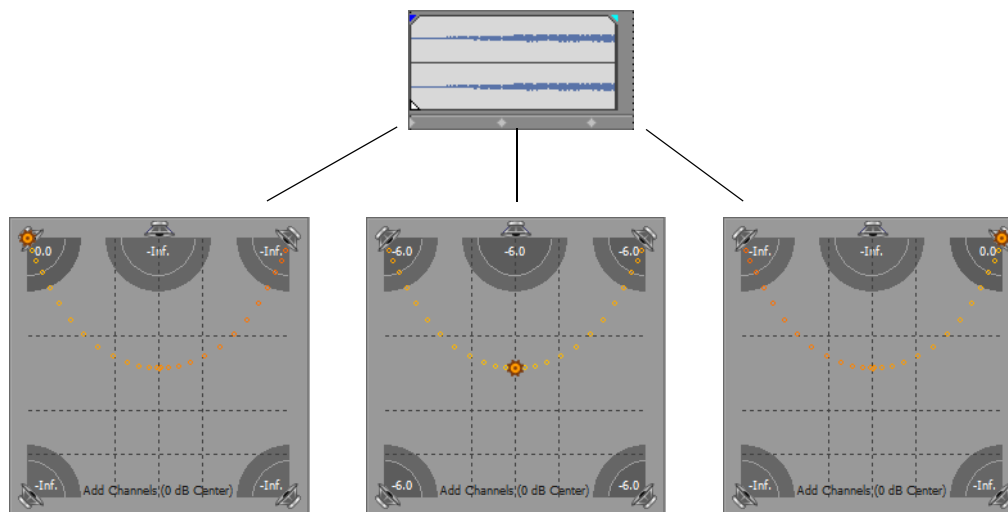 0.0 -Inf. -Inf.
-Inf. Add Channels (0 dB Center) -Inf.
-6.0 -6.0 -6.0
-6.0 Add Channels (0 dB Center) -6.0
-Inf. -Inf. 0.0
-Inf. Add Channels (0 dB Center) -Inf.